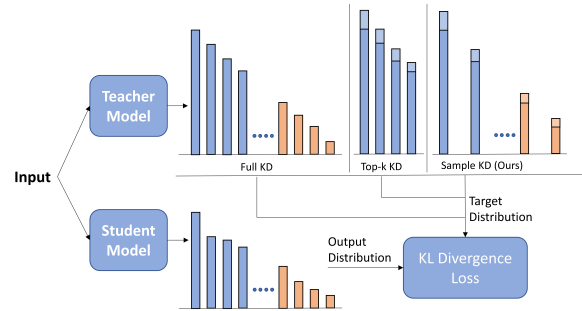 Teacher
Model
Full KD
Top-k KD
Sample KD (Ours)
Input
Target
Distribution
Student
Model
Output
Distribution
KL Divergence
Loss